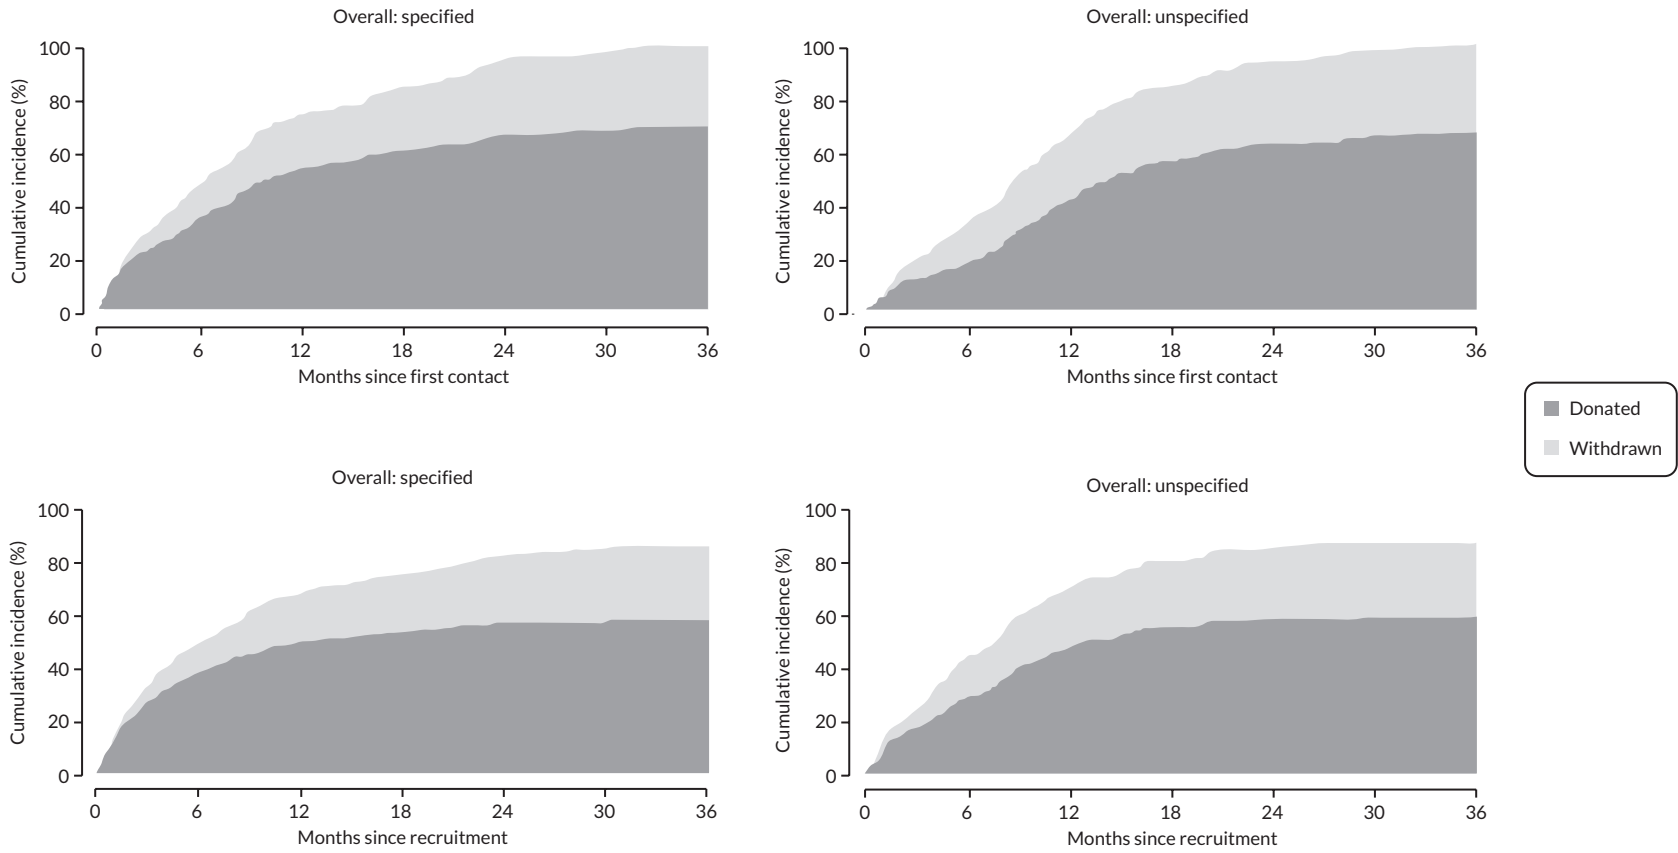 Overall: specified
Cumulative incidence (%)
100
80
60
40
20
0
0 6 12 18 24 30 36
Months since first contact
Overall: unspecified
Cumulative incidence (%)
100
80
60
40
20
0
0 6 12 18 24 30 36
Months since first contact
Donated
Withdrawn
Overall: specified
Cumulative incidence (%)
100
80
60
40
20
0
0 6 12 18 24 30 36
Months since recruitment
Overall: unspecified
Cumulative incidence (%)
100
80
60
40
20
0
0 6 12 18 24 30 36
Months since recruitment